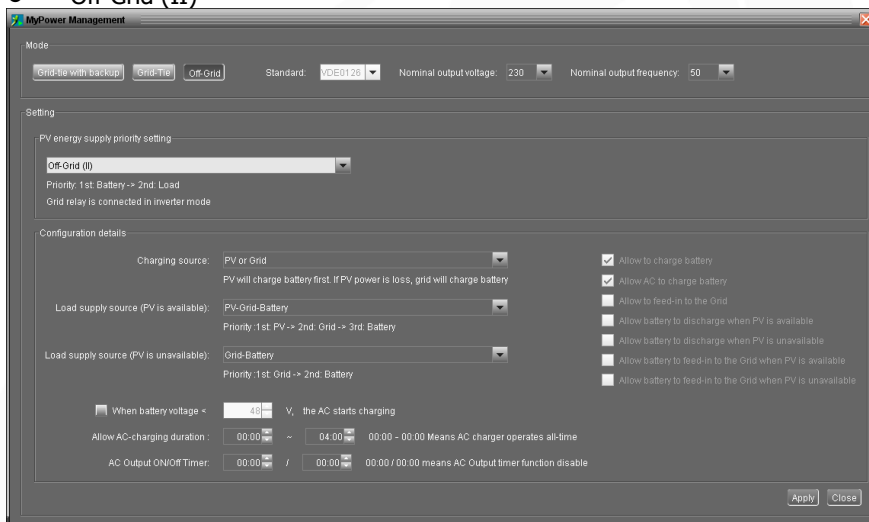 Off-Grid (II)
MyPower Management
Mode
Grid-tie with backup Grid-Tie Off-Grid Standard: VDE0126 Nominal output voltage: 230 Nominal output frequency: 50
Setting
PV energy supply priority setting
Off-Grid (II)
Priority: 1st: Battery -> 2nd: Load
Grid relay is connected in inverter mode
Configuration details
Charging source: PV or Grid
PV will charge battery first. If PV power is loss, grid will charge battery
Load supply source (PV is available): PV-Grid-Battery
Priority :1st: PV -> 2nd: Grid -> 3rd: Battery
Load supply source (PV is unavailable): Grid-Battery
Priority :1st: Grid -> 2nd: Battery
Allow to charge battery
Allow AC to charge battery
Allow to feed-in to the Grid
Allow battery to discharge when PV is available
Allow battery to discharge when PV is unavailable
Allow battery to feed-in to the Grid when PV is available
Allow battery to feed-in to the Grid when PV is unavailable
When battery voltage < 48 V, the AC starts charging
Allow AC-charging duration : 00:00 ~ 04:00 00:00 - 00:00 Means AC charger operates all-time
AC Output ON/Off Timer: 00:00 / 00:00 00:00 / 00:00 means AC Output timer function disable
Apply Close